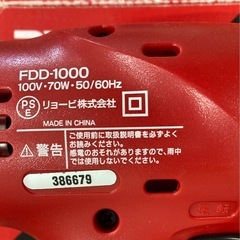 FDD-1000
100V・70W・50/60Hz
PS
E
リョービ株式会社
MADE IN CHINA
警告
ご使用前に取扱説明書を必ずよく
お読みください。
感電のおそれがありますので、雨中
では使用しないでください。
386679